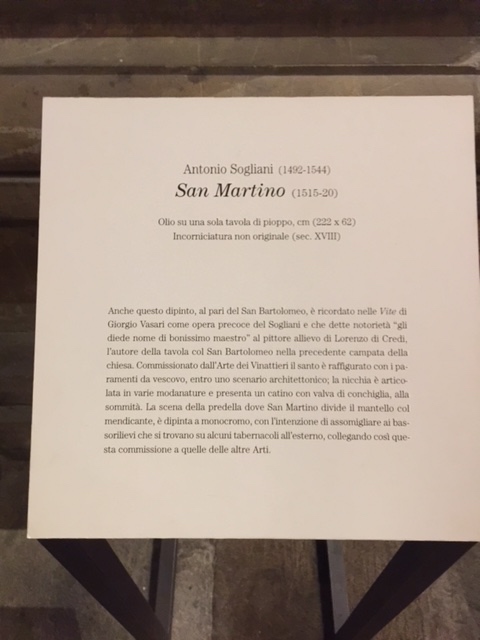 Antonio Sogliani (1492-1544)
San Martino (1515-20)
Olio su una sola tavola di pioppo, cm (222 x 62)
Incorniciatura non originale (sec. XVIII)
Anche questo dipinto, al pari del San Bartolomeo, è ricordato nelle Vite di
Giorgio Vasari come opera precoce del Sogliani e che dette notorietà "gli
diede nome di bonissimo maestro" al pittore allievo di Lorenzo di Credi,
l'autore della tavola col San Bartolomeo nella precedente campata della
chiesa. Commissionato dall'Arte dei Vinattieri il santo è raffigurato con i pa-
ramenti da vescovo, entro uno scenario architettonico; la nicchia è artico-
lata in varie modanature e presenta un catino con valva di conchiglia, alla
sommità. La scena della predella dove San Martino divide il mantello col
mendicante, è dipinta a monocromo, con l'intenzione di assomigliare ai bas-
sorilievi che si trovano su alcuni tabernacoli all'esterno, collegando così que-
sta commissione a quelle delle altre Arti.